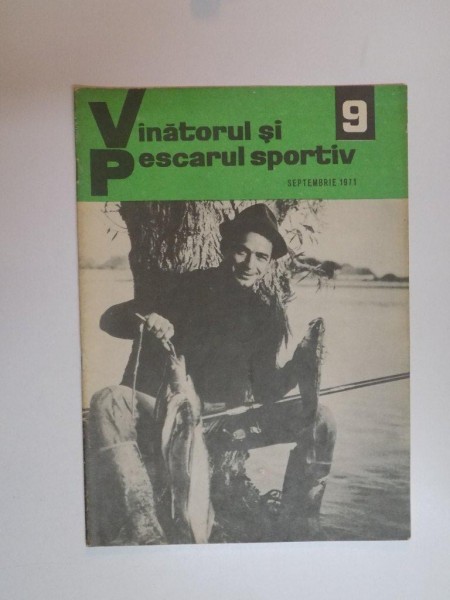 Vînătorul și
Pescarul sportiv
9
SEPTEMBRIE 1971